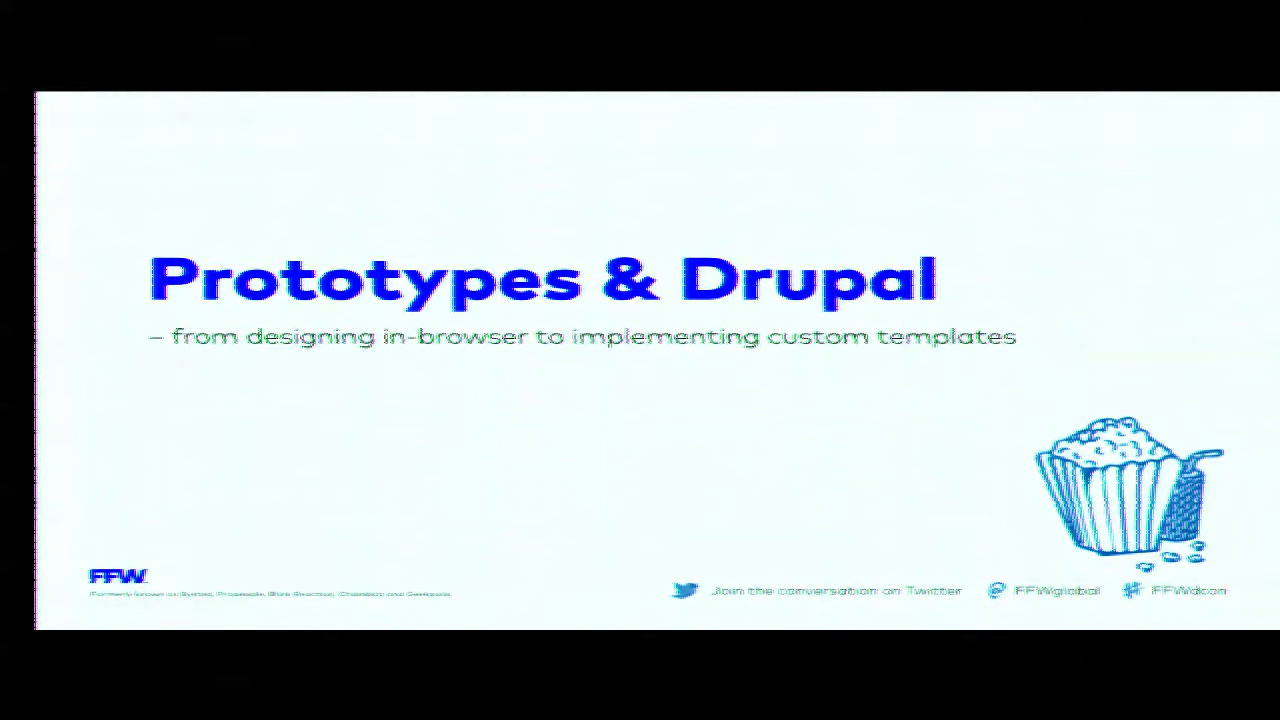 Prototypes & Drupal
– from designing in-browser to implementing custom templates
FFW
Join the conversation on Twitter @ FFWglobal # FFWdcon